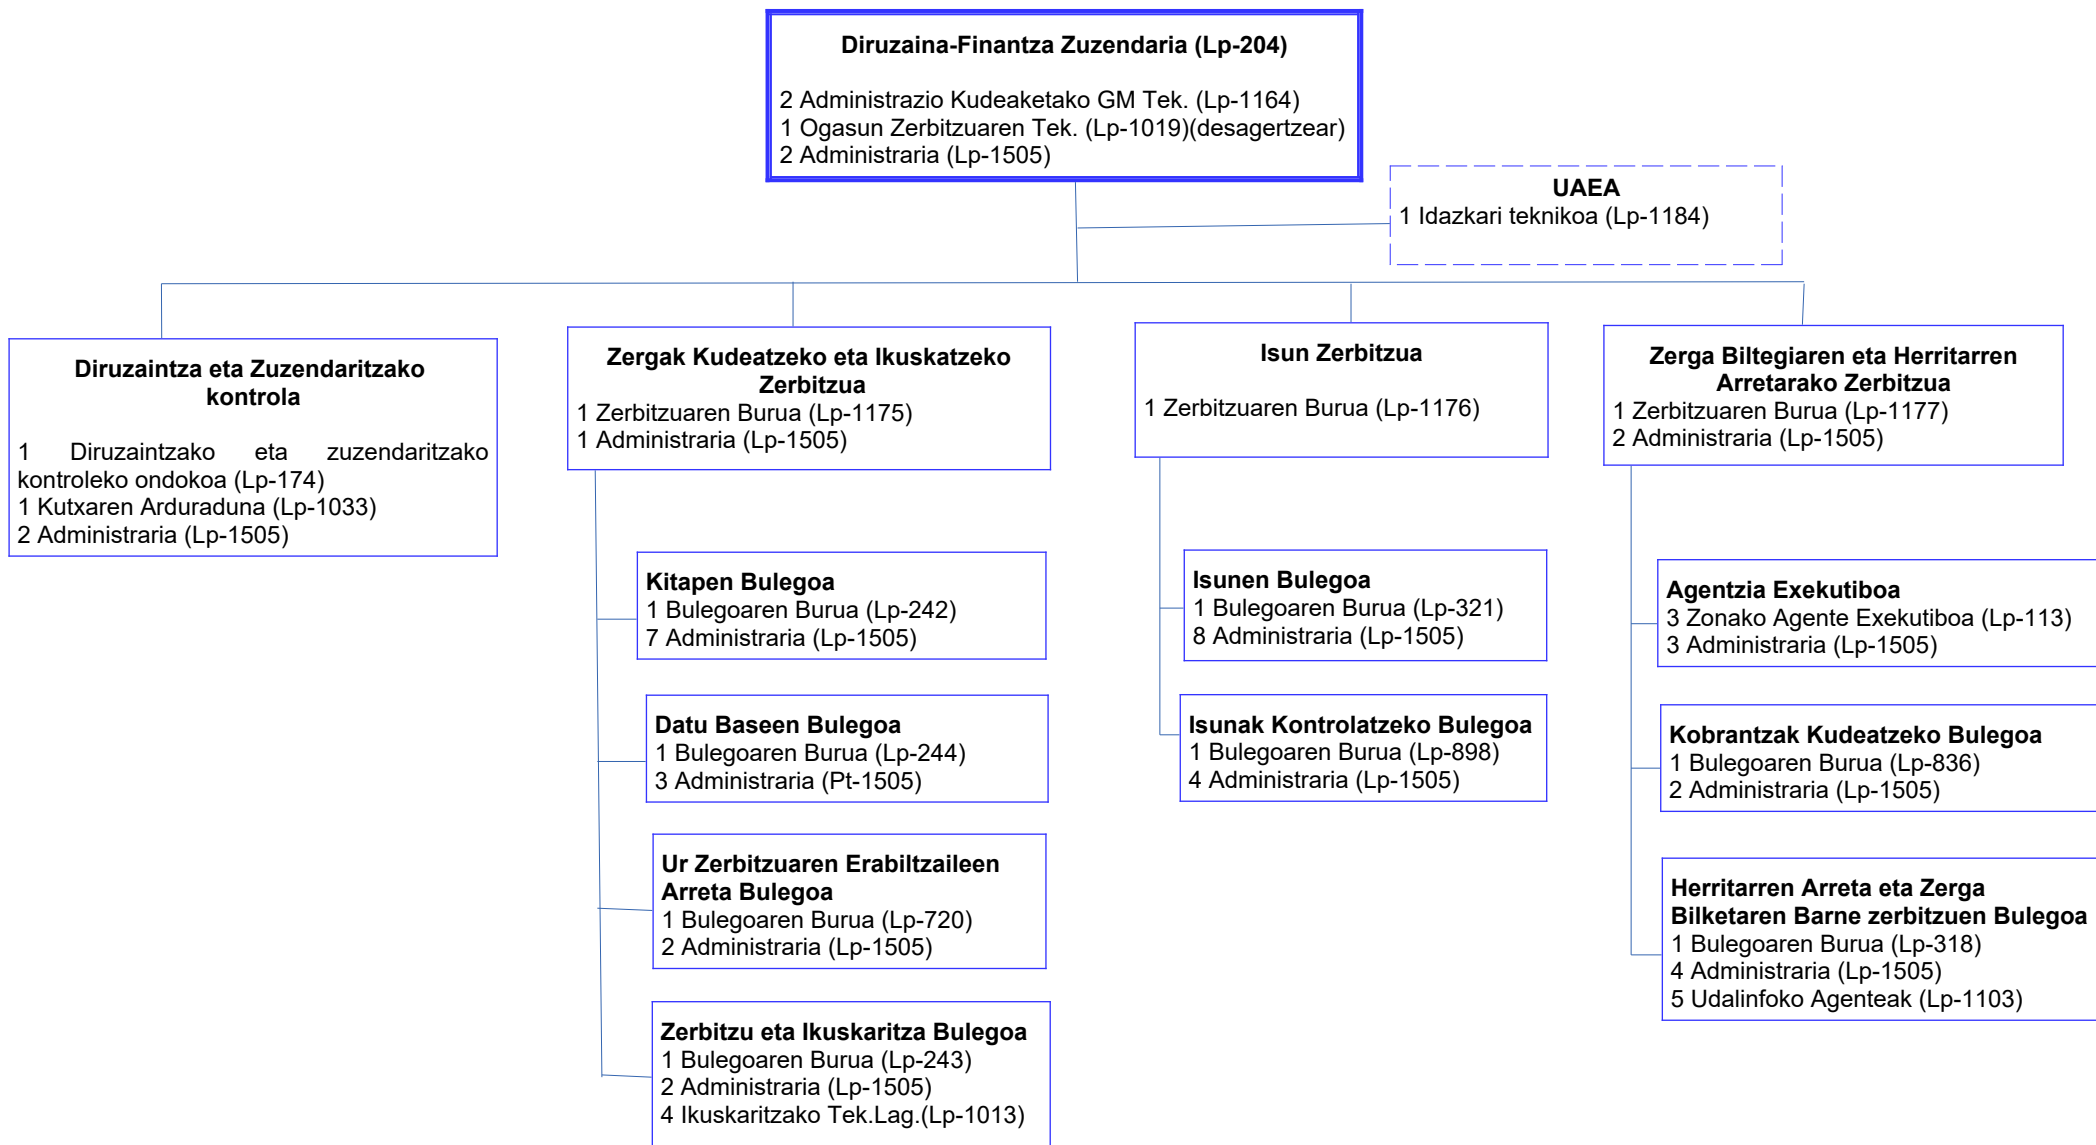 Diruzaina-Finantza Zuzendaria (Lp-204)
2 Administrazio Kudeaketako GM Tek. (Lp-1164)
1 Ogasun Zerbitzuaren Tek. (Lp-1019)(desagertzear)
2 Administraria (Lp-1505)
UAEA
1 Idazkari teknikoa (Lp-1184)
Diruzaintza eta Zuzendaritzako
kontrola
1 Diruzaintzako eta zuzendaritzako
kontroleko ondokoa (Lp-174)
1 Kutxaren Arduraduna (Lp-1033)
2 Administraria (Lp-1505)
Zergak Kudeatzeko eta Ikuskatzeko
Zerbitzua
1 Zerbitzuaren Burua (Lp-1175)
1 Administraria (Lp-1505)
Kitapen Bulegoa
1 Bulegoaren Burua (Lp-242)
7 Administraria (Lp-1505)
Datu Baseen Bulegoa
1 Bulegoaren Burua (Lp-244)
3 Administraria (Pt-1505)
Ur Zerbitzuaren Erabiltzaileen
Arreta Bulegoa
1 Bulegoaren Burua (Lp-720)
2 Administraria (Lp-1505)
Zerbitzu eta Ikuskaritza Bulegoa
1 Bulegoaren Burua (Lp-243)
2 Administraria (Lp-1505)
4 Ikuskaritzako Tek.Lag.(Lp-1013)
Isun Zerbitzua
1 Zerbitzuaren Burua (Lp-1176)
Isunen Bulegoa
1 Bulegoaren Burua (Lp-321)
8 Administraria (Lp-1505)
Isunak Kontrolatzeko Bulegoa
1 Bulegoaren Burua (Lp-898)
4 Administraria (Lp-1505)
Zerga Biltegiaren eta Herritarren
Arretarako Zerbitzua
1 Zerbitzuaren Burua (Lp-1177)
2 Administraria (Lp-1505)
Agentzia Exekutiboa
3 Zonako Agente Exekutiboa (Lp-113)
3 Administraria (Lp-1505)
Kobrantzak Kudeatzeko Bulegoa
1 Bulegoaren Burua (Lp-836)
2 Administraria (Lp-1505)
Herritarren Arreta eta Zerga
Bilketaren Barne zerbitzuen Bulegoa
1 Bulegoaren Burua (Lp-318)
4 Administraria (Lp-1505)
5 Udalinfoko Agenteak (Lp-1103)